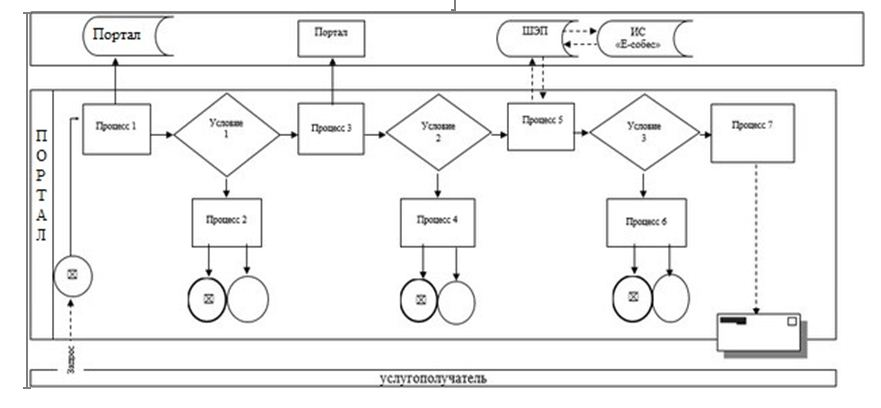 Портал
Портал
ШЭП
ИС
«Е-собес»
ПОРТАЛ
Процесс 1
Условие
1
Процесс 3
Условие
2
Процесс 5
Условие
3
Процесс 7
Процесс 2
Процесс 4
Процесс 6
Запрос
услугополучатель